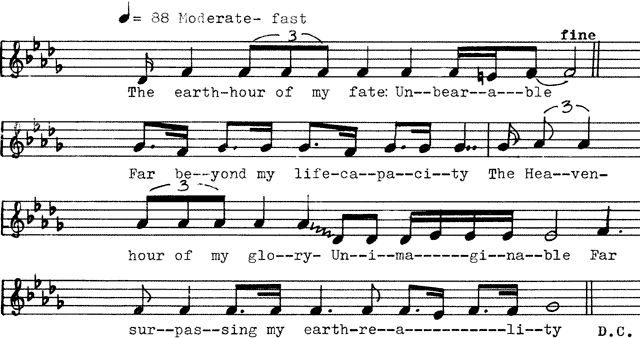 ♩= 88 Moderate- fast
3 fine
The earth-hour of my fate: Un--bear--a---ble
3
Far be--yond my life-ca--pa--ci--ty The Hea--ven-
3
hour of my glo--ry- Un--i--ma------gi--na--ble Far
sur--pas--sing my earth-re--a-----------li--ty D.C.